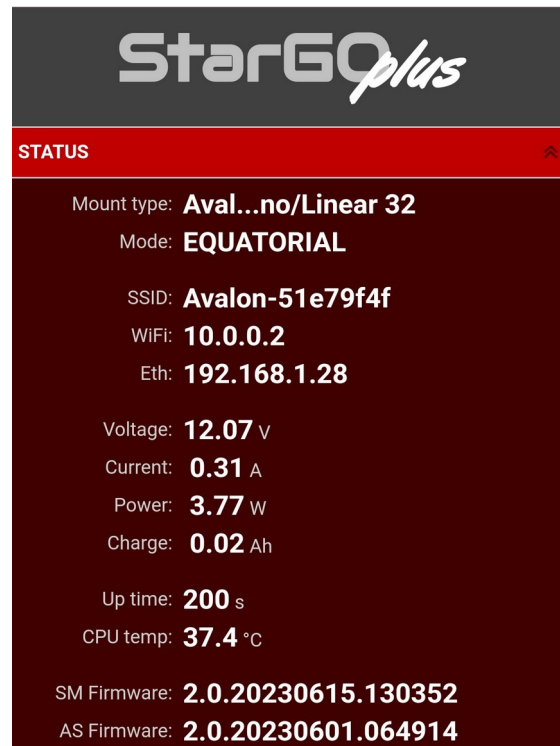 StarGO plus
STATUS
Mount type: Aval...no/Linear 32
Mode: EQUATORIAL
SSID: Avalon-51e79f4f
WiFi: 10.0.0.2
Eth: 192.168.1.28
Voltage: 12.07 V
Current: 0.31 A
Power: 3.77 W
Charge: 0.02 Ah
Up time: 200 s
CPU temp: 37.4 °C
SM Firmware: 2.0.20230615.130352
AS Firmware: 2.0.20230601.064914